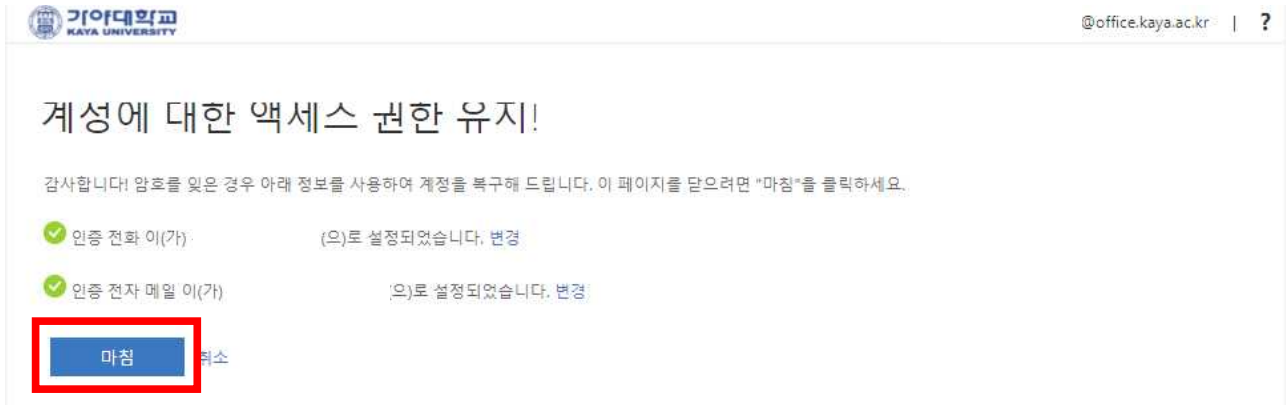 가야대학교
KAYA UNIVERSITY
@office.kaya.ac.kr | ?
계정에 대한 액세스 권한 유지!
감사합니다! 암호를 잊은 경우 아래 정보를 사용하여 계정을 복구해 드립니다. 이 페이지를 닫으려면 "마침"을 클릭하세요.
인증 전화 이(가) (으)로 설정되었습니다. 변경
인증 전자 메일 이(가) (으)로 설정되었습니다. 변경
마침 취소